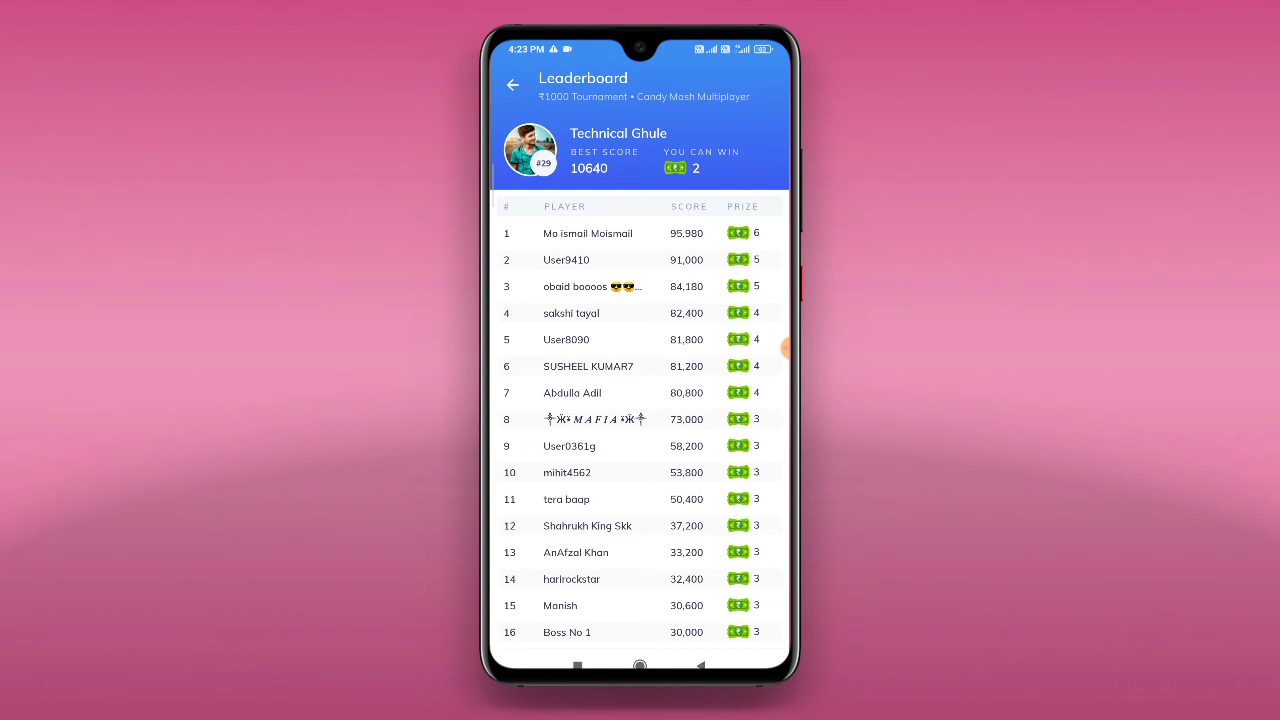 4:23 PM
Leaderboard
₹1000 Tournament • Candy Mash Multiplayer
Technical Ghule
#29
BEST SCORE YOU CAN WIN
10640 ₹ 2
# PLAYER SCORE PRIZE
1 Mo ismail Moismail 95,980 ₹ 6
2 User9410 91,000 ₹ 5
3 obaid boooos 😎😎... 84,180 ₹ 5
4 sakshi tayal 82,400 ₹ 4
5 User8090 81,800 ₹ 4
6 SUSHEEL KUMAR7 81,200 ₹ 4
7 Abdulla Adil 80,800 ₹ 4
8 M A F I A 73,000 ₹ 3
9 User0361g 58,200 ₹ 3
10 mihit4562 53,800 ₹ 3
11 tera baap 50,400 ₹ 3
12 Shahrukh King Skk 37,200 ₹ 3
13 AnAfzal Khan 33,200 ₹ 3
14 harirockstar 32,400 ₹ 3
15 Manish 30,600 ₹ 3
16 Boss No 1 30,000 ₹ 3